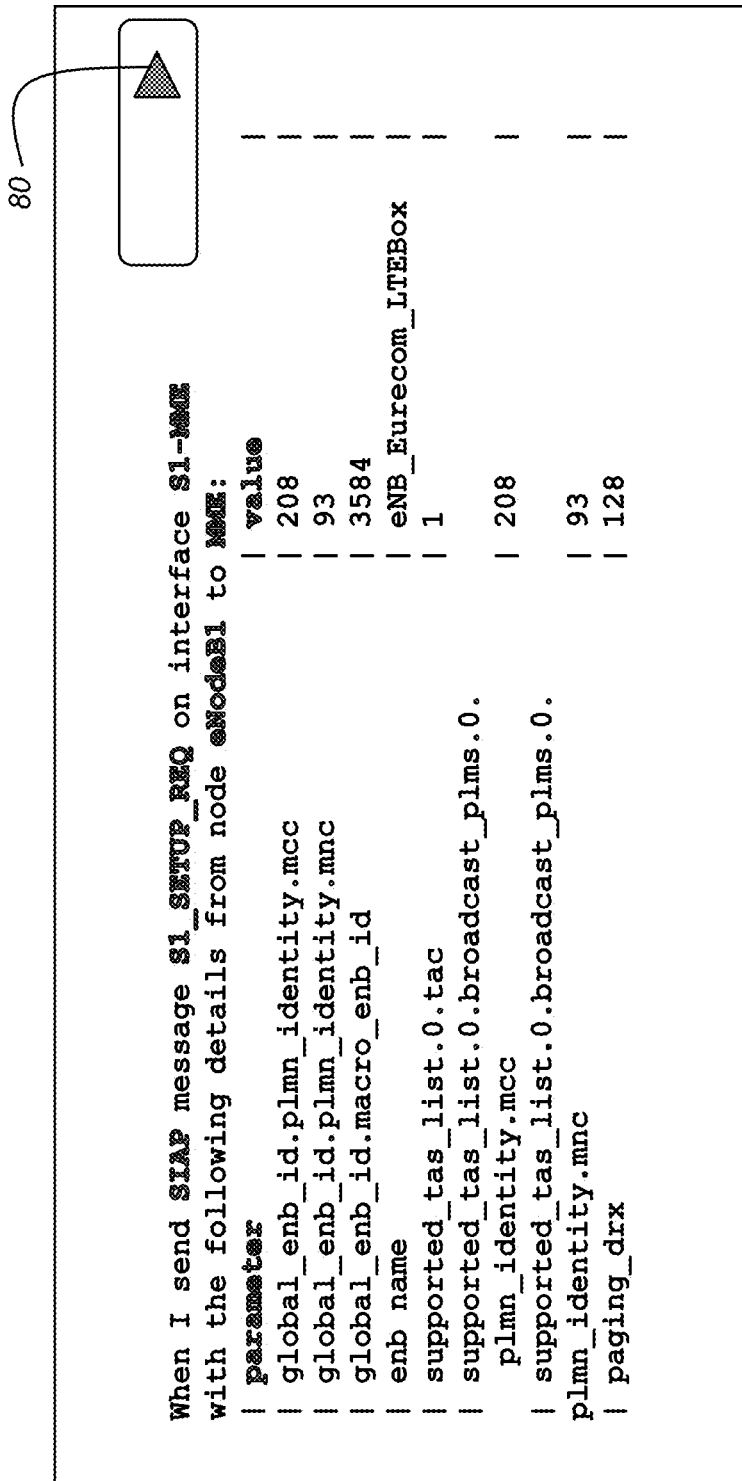 80
When I send SIAP message S1_SETUP_REQ on interface S1-MME
with the following details from node eNodeB1 to MME:
| parameter | value |
| global_enb_id.plmn_identity.mcc | 208 |
| global_enb_id.plmn_identity.mnc | 93 |
| global_enb_id.macro_enb_id | 3584 |
| enb name | eNB_Eurecom_LTEBox |
| supported_tas_list.0.tac | 1 |
| supported_tas_list.0.broadcast_plms.0.
plmn_identity.mcc | 208 |
| supported_tas_list.0.broadcast_plms.0.
plmn_identity.mnc | 93 |
| paging_drx | 128 |